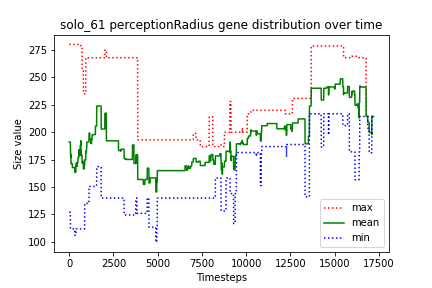 solo_61 perceptionRadius gene distribution over time
Size value
275
250
225
200
175
150
125
100
0
2500
5000
7500
10000
12500
15000
17500
Timesteps
max
mean
min